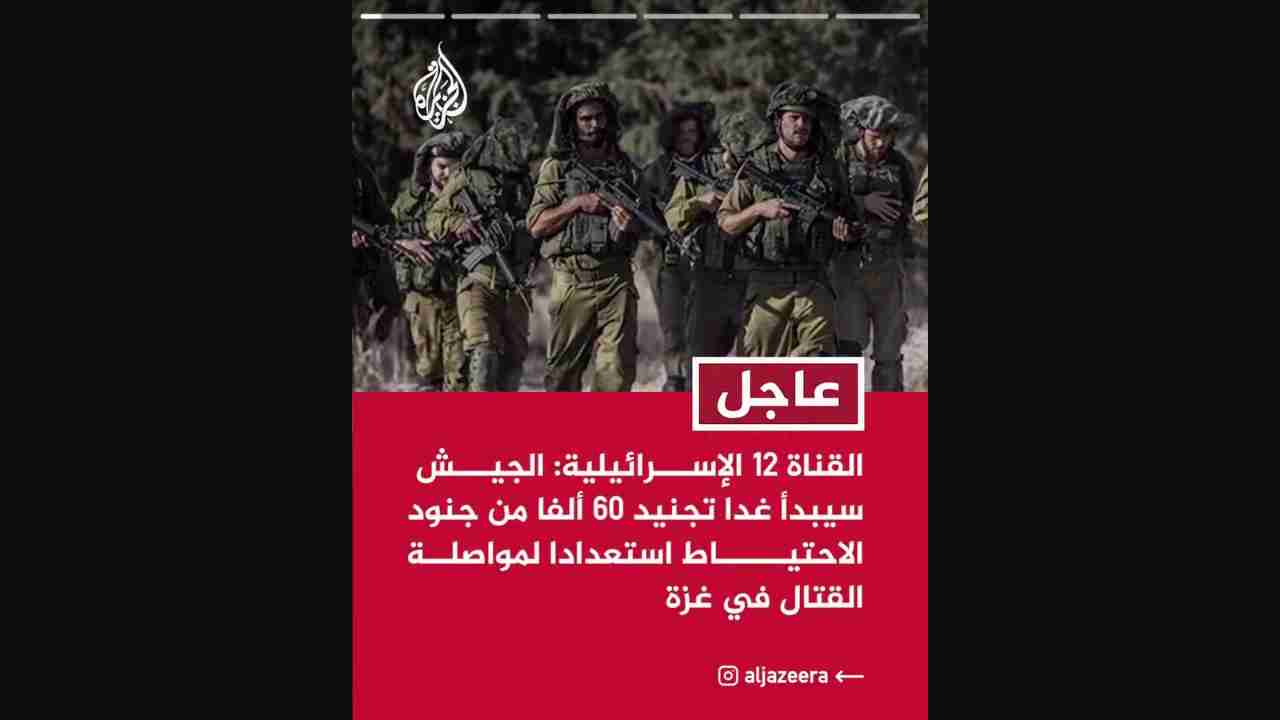 الجزيرة
عاجل
القناة 12 الإسرائيلية: الجيش
سيبدأ غدا تجنيد 60 ألفا من جنود
الاحتياط استعدادا لمواصلة
القتال في غزة
aljazeera